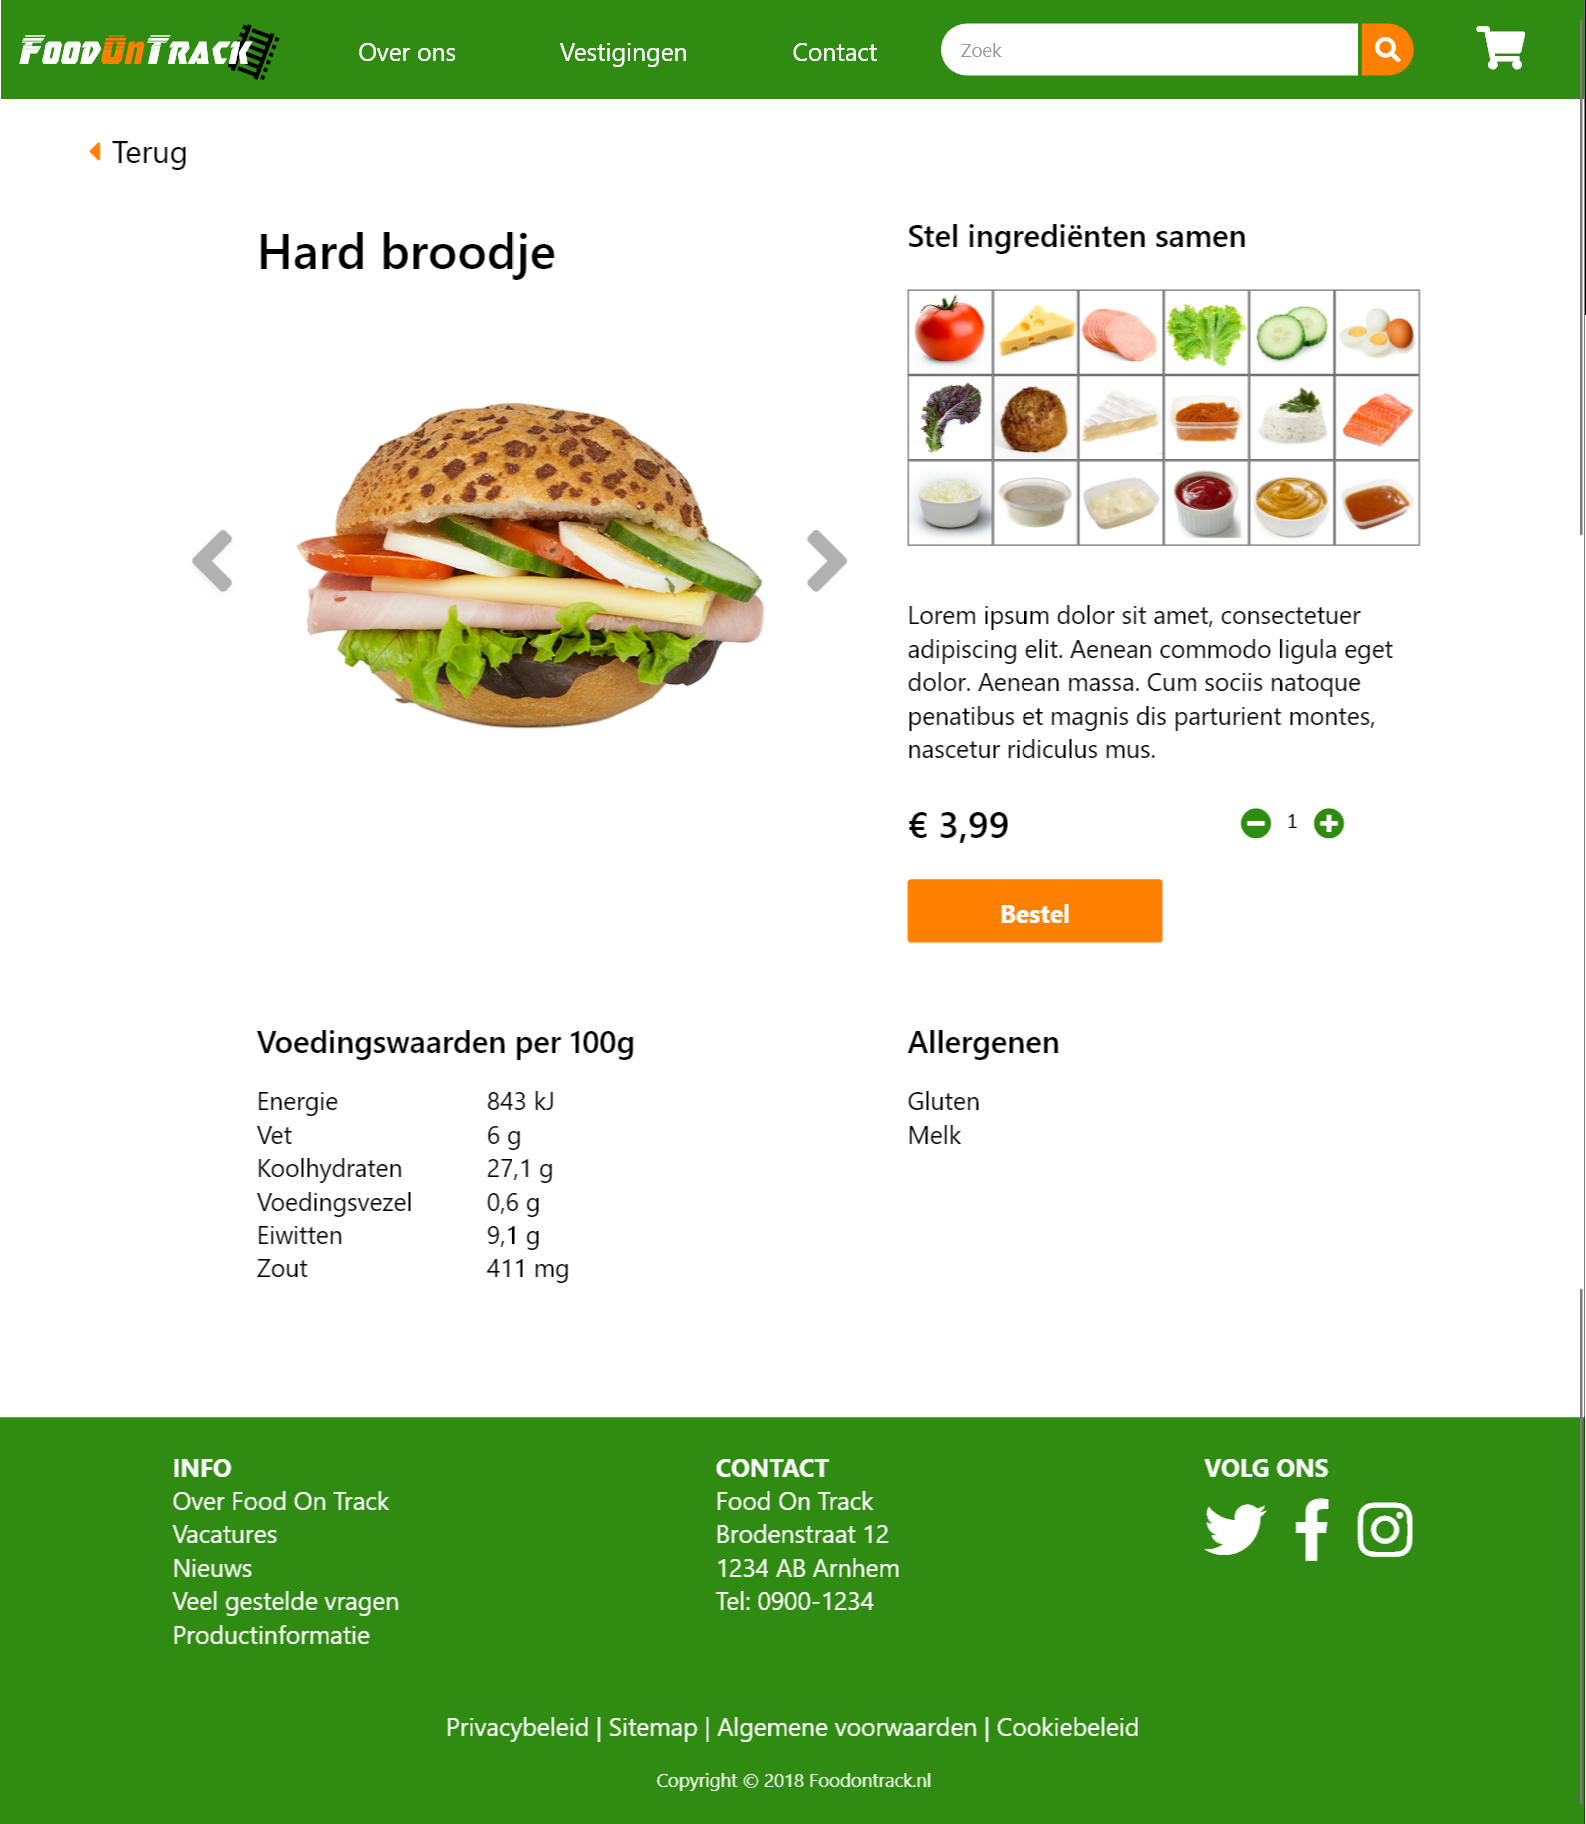 FoodOnTrack
Over ons
Vestigingen
Contact
Zoek
Terug
Hard broodje
Stel ingrediënten samen
Lorem ipsum dolor sit amet, consectetuer
adipiscing elit. Aenean commodo ligula eget
dolor. Aenean massa. Cum sociis natoque
penatibus et magnis dis parturient montes,
nascetur ridiculus mus.
€ 3,99
1
Bestel
Voedingswaarden per 100g
Energie 843 kJ
Vet 6 g
Koolhydraten 27,1 g
Voedingsvezel 0,6 g
Eiwitten 9,1 g
Zout 411 mg
Allergenen
Gluten
Melk
INFO
Over Food On Track
Vacatures
Nieuws
Veel gestelde vragen
Productinformatie
CONTACT
Food On Track
Brodenstraat 12
1234 AB Arnhem
Tel: 0900-1234
VOLG ONS
Privacybeleid | Sitemap | Algemene voorwaarden | Cookiebeleid
Copyright © 2018 Foodontrack.nl